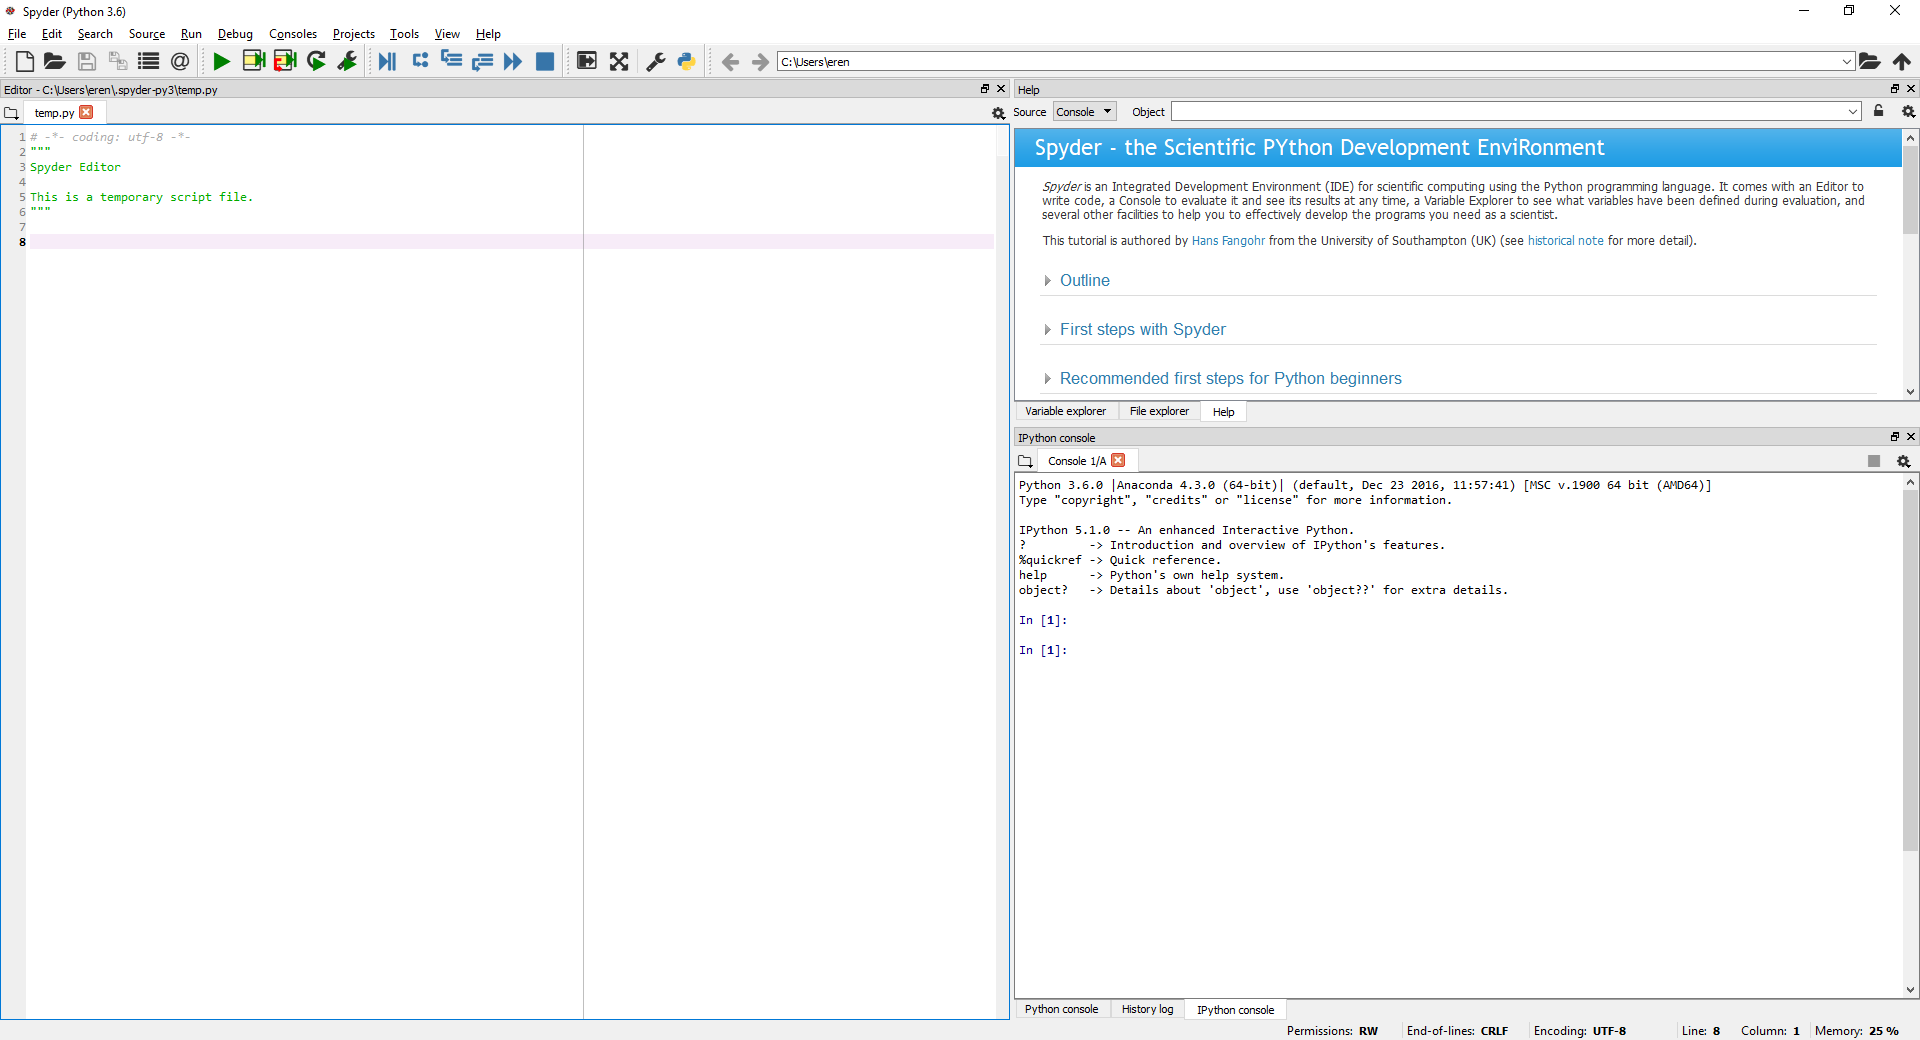 Spyder (Python 3.6)
File Edit Search Source Run Debug Consoles Projects Tools View Help
C:\Users\eren
Editor - C:\Users\eren\.spyder-py3\temp.py
temp.py
1 # -*- coding: utf-8 -*-
2 """
3 Spyder Editor
4
5 This is a temporary script file.
6 """
7
8
Help
Source Console Object
Spyder - the Scientific PYthon Development EnviRonment
Spyder is an Integrated Development Environment (IDE) for scientific computing using the Python programming language. It comes with an Editor to
write code, a Console to evaluate it and see its results at any time, a Variable Explorer to see what variables have been defined during evaluation, and
several other facilities to help you to effectively develop the programs you need as a scientist.
This tutorial is authored by Hans Fangohr from the University of Southampton (UK) (see historical note for more detail).
Outline
First steps with Spyder
Recommended first steps for Python beginners
Variable explorer File explorer Help
IPython console
Console 1/A
Python 3.6.0 |Anaconda 4.3.0 (64-bit)| (default, Dec 23 2016, 11:57:41) [MSC v.1900 64 bit (AMD64)]
Type "copyright", "credits" or "license" for more information.
IPython 5.1.0 -- An enhanced Interactive Python.
? -> Introduction and overview of IPython's features.
%quickref -> Quick reference.
help -> Python's own help system.
object? -> Details about 'object', use 'object??' for extra details.
In [1]:
In [1]:
Python console History log IPython console
Permissions: RW End-of-lines: CRLF Encoding: UTF-8 Line: 8 Column: 1 Memory: 25 %